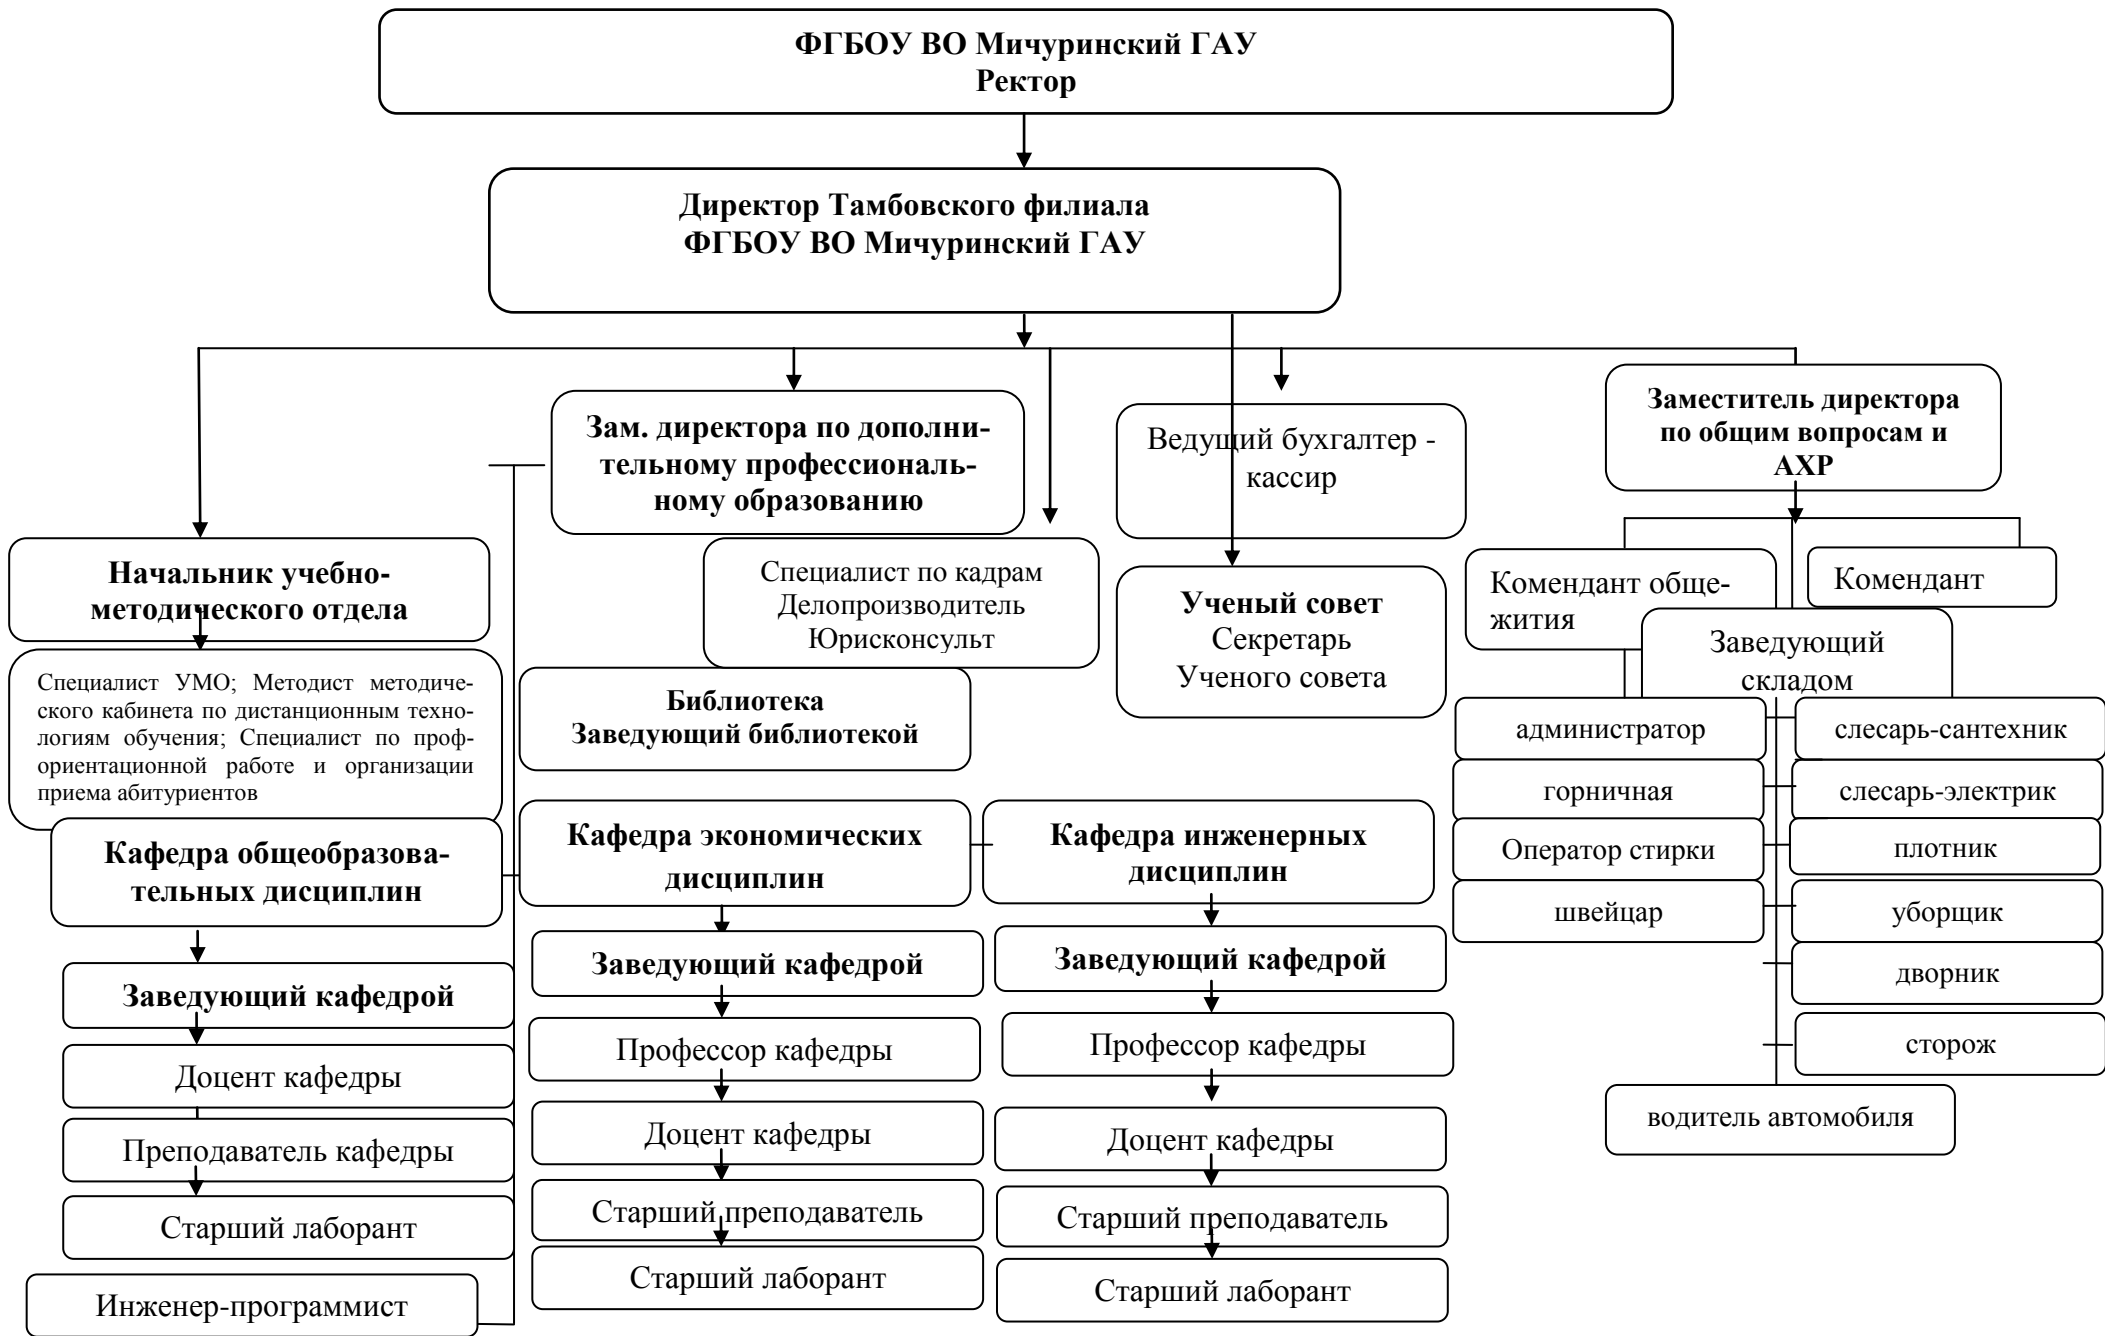 ФГБОУ ВО Мичуринский ГАУ
Ректор
Директор Тамбовского филиала
ФГБОУ ВО Мичуринский ГАУ
Зам. директора по дополни-
тельному профессиональ-
ному образованию
Ведущий бухгалтер -
кассир
Заместитель директора
по общим вопросам и
АХР
Начальник учебно-
методического отдела
Специалист по кадрам
Делопроизводитель
Юрисконсульт
Ученый совет
Секретарь
Ученого совета
Комендант обще-
жития
Комендант
Заведующий
складом
Специалист УМО; Методист методиче-
ского кабинета по дистанционным техно-
логиям обучения; Специалист по проф-
ориентационной работе и организации
приема абитуриентов
Библиотека
Заведующий библиотекой
администратор
слесарь-сантехник
горничная
слесарь-электрик
Оператор стирки
плотник
швейцар
уборщик
дворник
сторож
водитель автомобиля
Кафедра общеобразова-
тельных дисциплин
Заведующий кафедрой
Доцент кафедры
Преподаватель кафедры
Старший лаборант
Инженер-программист
Кафедра экономических
дисциплин
Заведующий кафедрой
Профессор кафедры
Доцент кафедры
Старший преподаватель
Старший лаборант
Кафедра инженерных
дисциплин
Заведующий кафедрой
Профессор кафедры
Доцент кафедры
Старший преподаватель
Старший лаборант